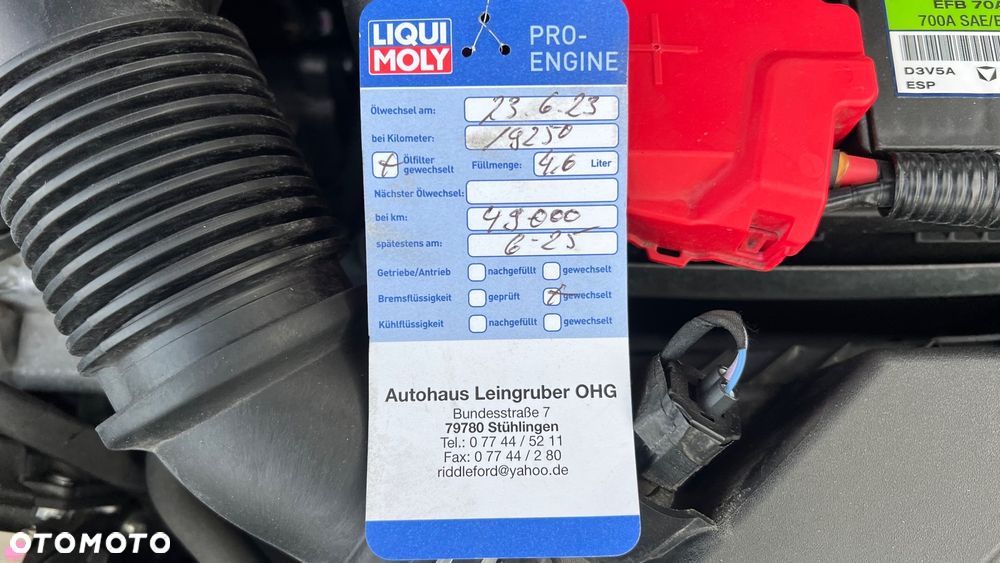 LIQUI
MOLY
PRO-
ENGINE
Ölwechsel am: 23.6.23
bei Kilometer: 19250
Ölfilter
gewechselt
Füllmenge: 4,6 Liter
Nächster Ölwechsel:
bei km: 49000
spätestens am: 6-25
Getriebe/Antrieb nachgefüllt gewechselt
Bremsflüssigkeit geprüft gewechselt
Kühlflüssigkeit nachgefüllt gewechselt
Autohaus Leingruber OHG
Bundesstraße 7
79780 Stühlingen
Tel.: 0 77 44 / 52 11
Fax: 0 77 44 / 2 80
riddleford@yahoo.de
EFB 70A
700A SAE/E
D3V5A
ESP
OTOMOTO